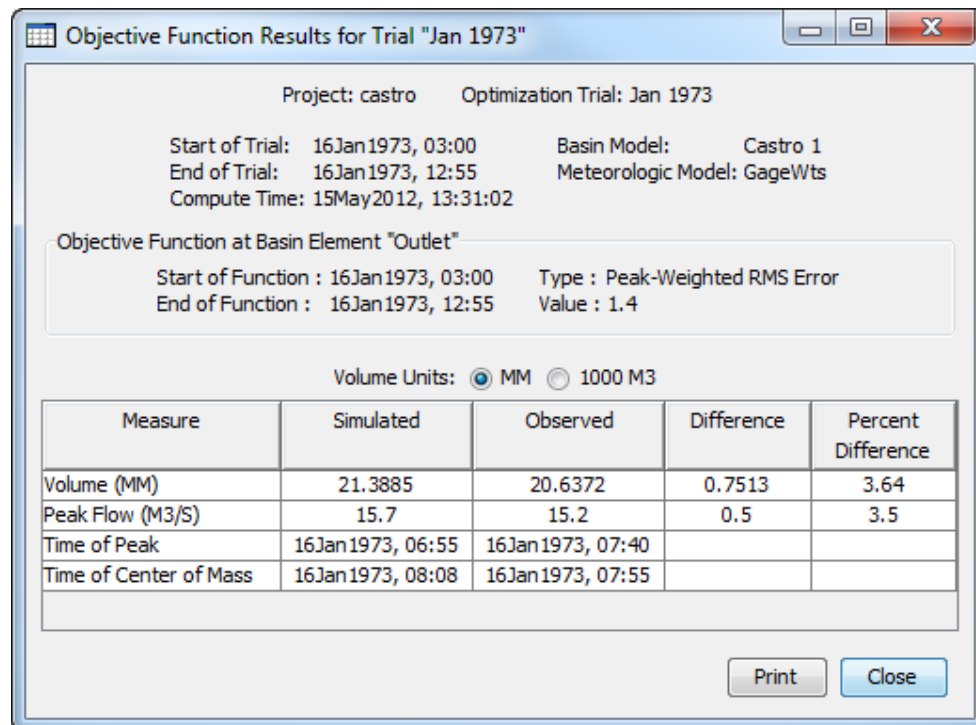 Objective Function Results for Trial "Jan 1973"
Project: castro Optimization Trial: Jan 1973
Start of Trial: 16Jan1973, 03:00 Basin Model: Castro 1
End of Trial: 16Jan1973, 12:55 Meteorologic Model: GageWts
Compute Time: 15May2012, 13:31:02
Objective Function at Basin Element "Outlet"
Start of Function : 16Jan1973, 03:00 Type : Peak-Weighted RMS Error
End of Function : 16Jan1973, 12:55 Value : 1.4
Volume Units: MM 1000 M3
Measure Simulated Observed Difference Percent
Difference
Volume (MM) 21.3885 20.6372 0.7513 3.64
Peak Flow (M3/S) 15.7 15.2 0.5 3.5
Time of Peak 16Jan1973, 06:55 16Jan1973, 07:40
Time of Center of Mass 16Jan1973, 08:08 16Jan1973, 07:55
Print Close